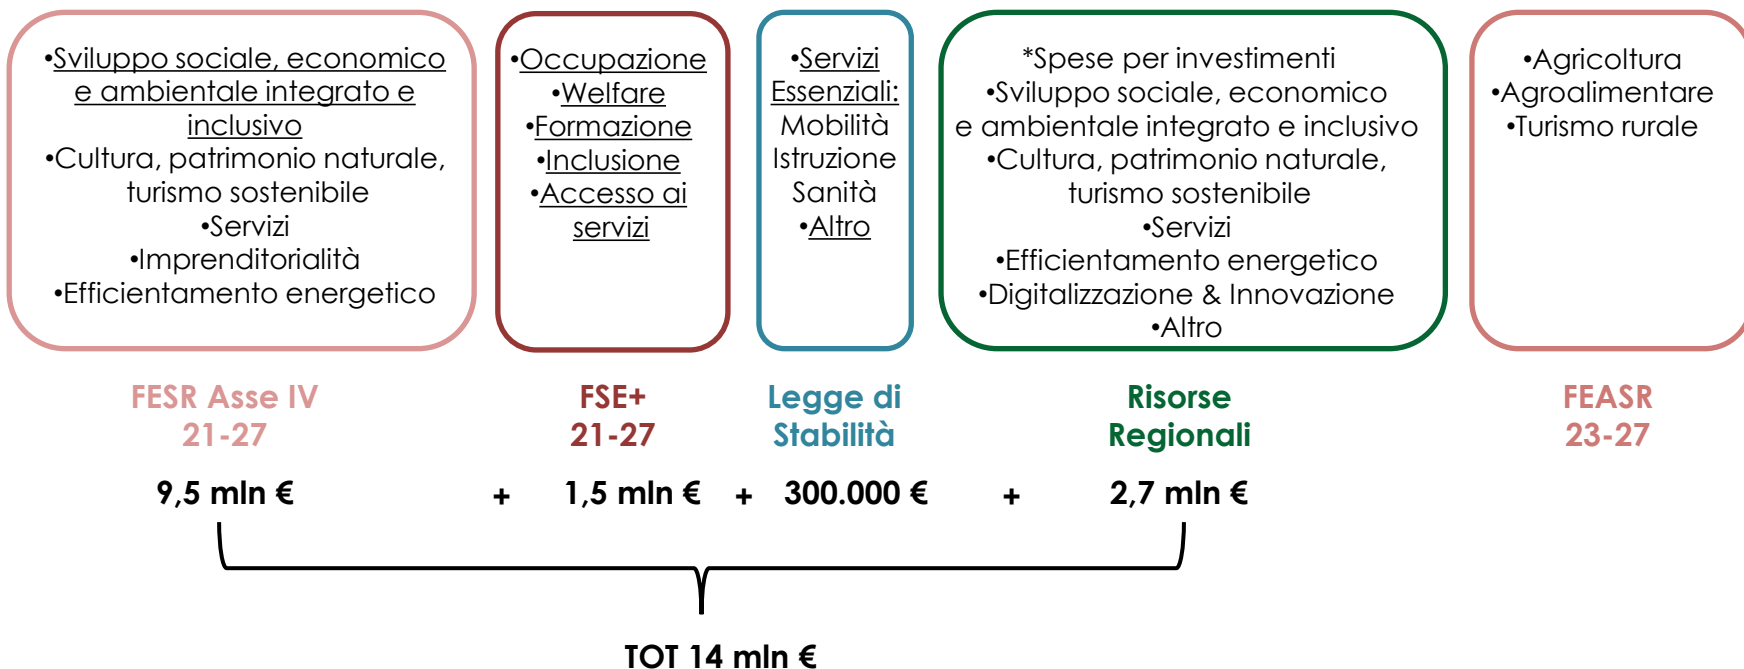 •Sviluppo sociale, economico
e ambientale integrato e
inclusivo
•Cultura, patrimonio naturale,
turismo sostenibile
•Servizi
•Imprenditorialità
•Efficientamento energetico
•Occupazione
•Welfare
•Formazione
•Inclusione
•Accesso ai
servizi
•Servizi
Essenziali:
Mobilità
Istruzione
Sanità
•Altro
*Spese per investimenti
•Sviluppo sociale, economico
e ambientale integrato e inclusivo
•Cultura, patrimonio naturale,
turismo sostenibile
•Servizi
•Efficientamento energetico
•Digitalizzazione & Innovazione
•Altro
•Agricoltura
•Agroalimentare
•Turismo rurale
FESR Asse IV
21-27
FSE+
21-27
Legge di
Stabilità
Risorse
Regionali
FEASR
23-27
9,5 mln € + 1,5 mln € + 300.000 € + 2,7 mln €
TOT 14 mln €